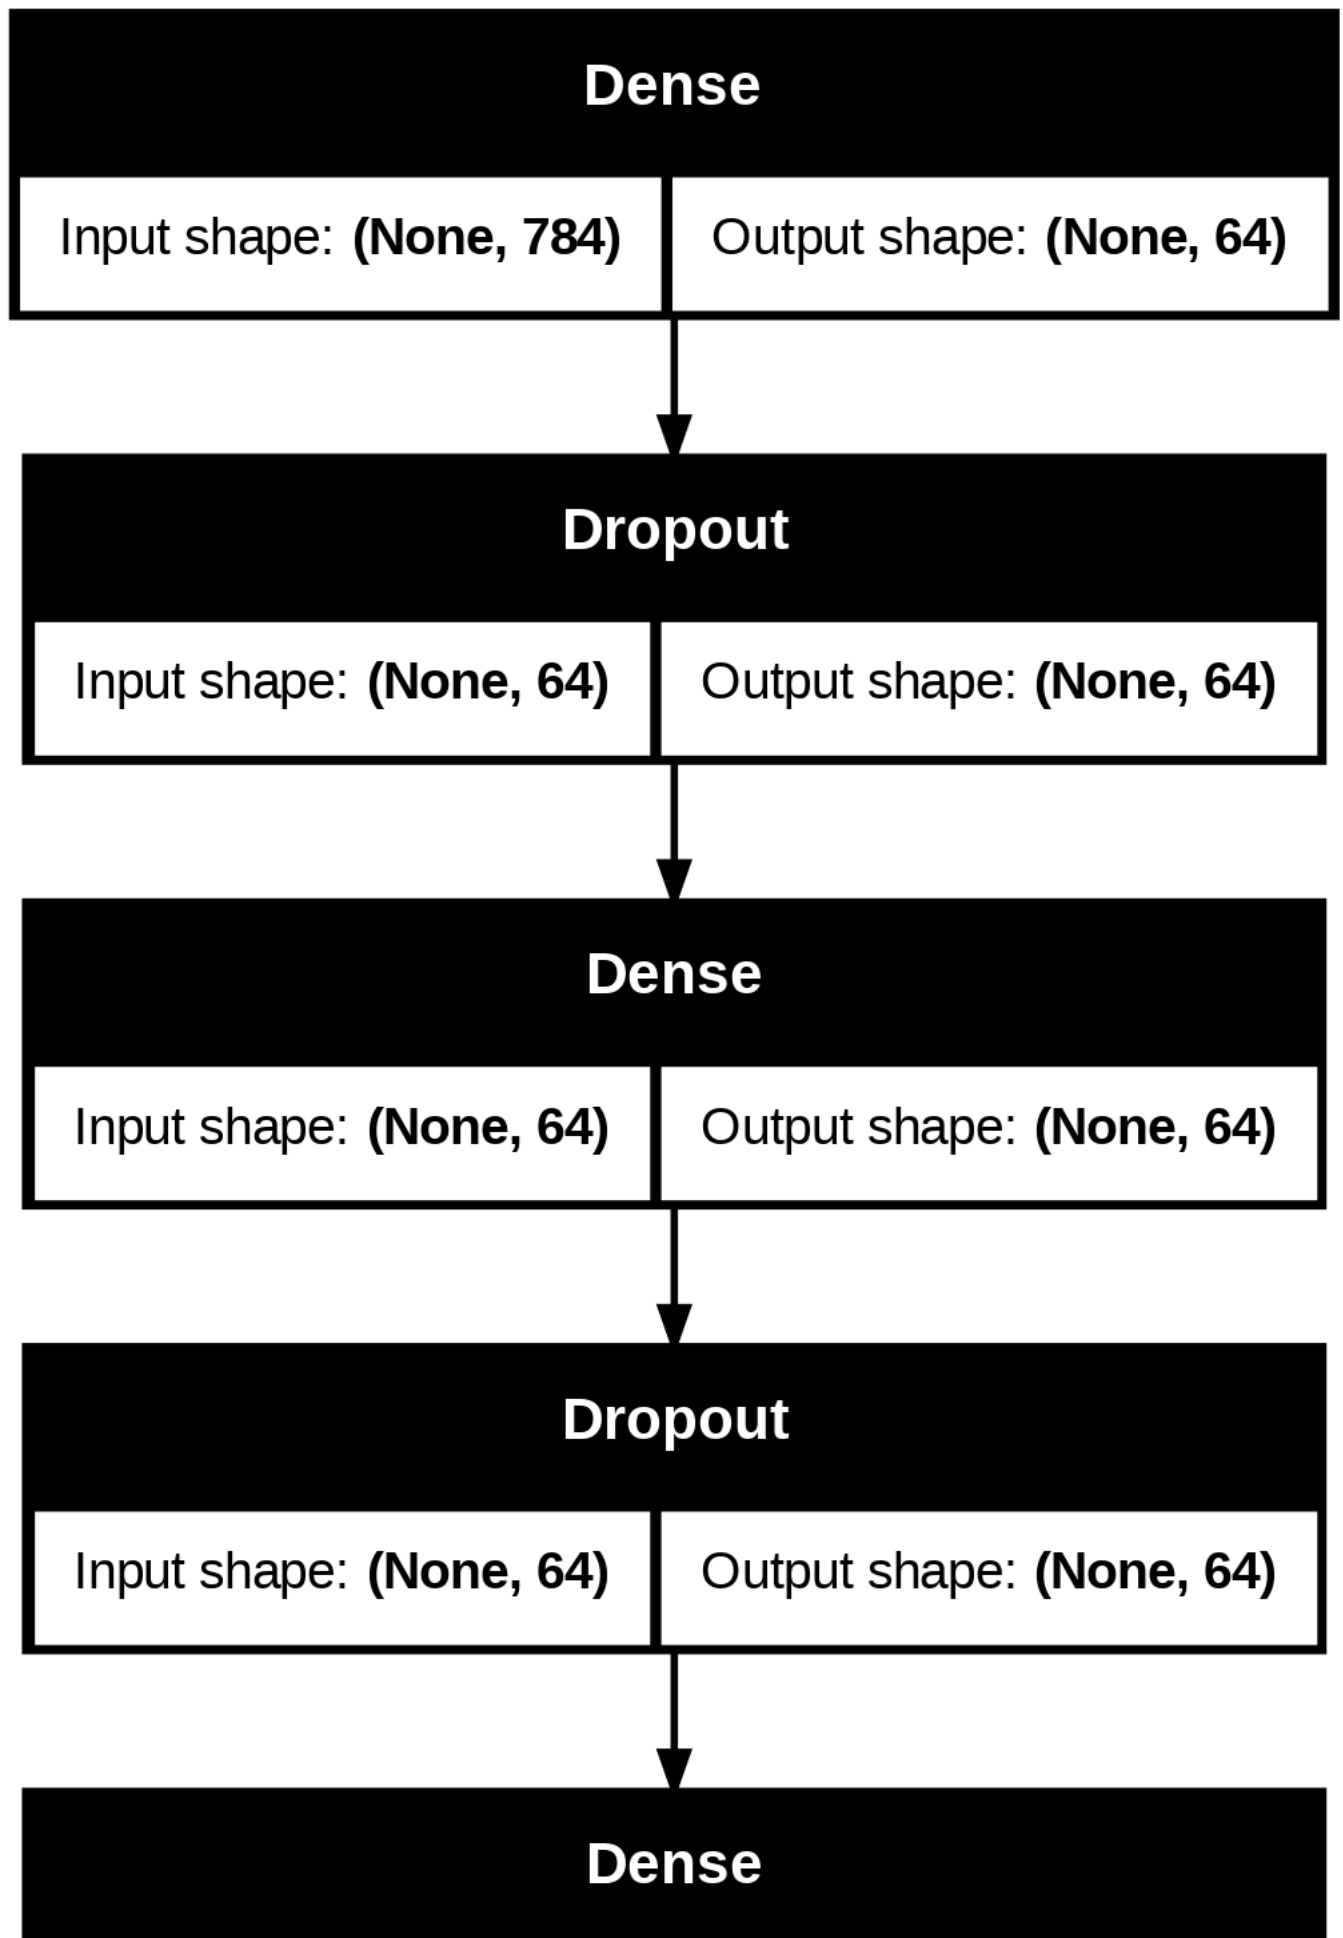 Dense
Input shape: (None, 784) Output shape: (None, 64)
Dropout
Input shape: (None, 64) Output shape: (None, 64)
Dense
Input shape: (None, 64) Output shape: (None, 64)
Dropout
Input shape: (None, 64) Output shape: (None, 64)
Dense